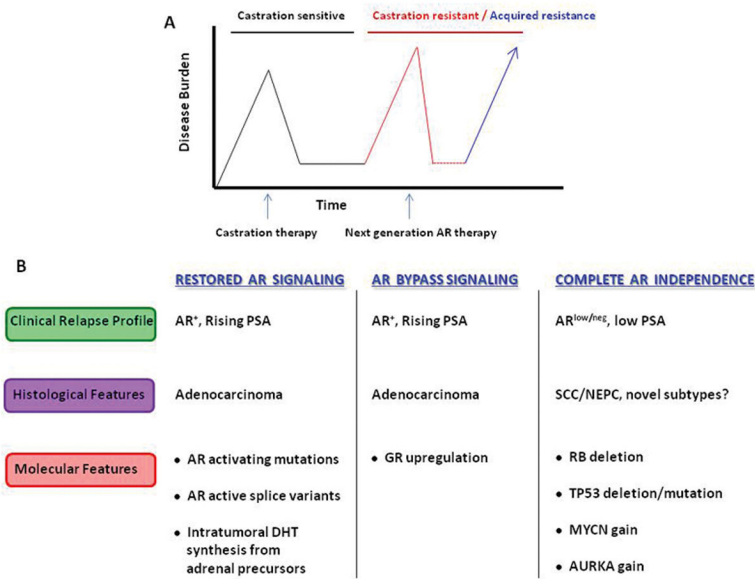 A
Castration sensitive
Castration resistant / Acquired resistance
Disease Burden
Time
Castration therapy
Next generation AR therapy
B
RESTORED AR SIGNALING
AR BYPASS SIGNALING
COMPLETE AR INDEPENDENCE
Clinical Relapse Profile
AR+, Rising PSA
AR+, Rising PSA
ARlow/neg, low PSA
Histological Features
Adenocarcinoma
Adenocarcinoma
SCC/NEPC, novel subtypes?
Molecular Features
• AR activating mutations
• AR active splice variants
• Intratumoral DHT
synthesis from
adrenal precursors
• GR upregulation
• RB deletion
• TP53 deletion/mutation
• MYCN gain
• AURKA gain